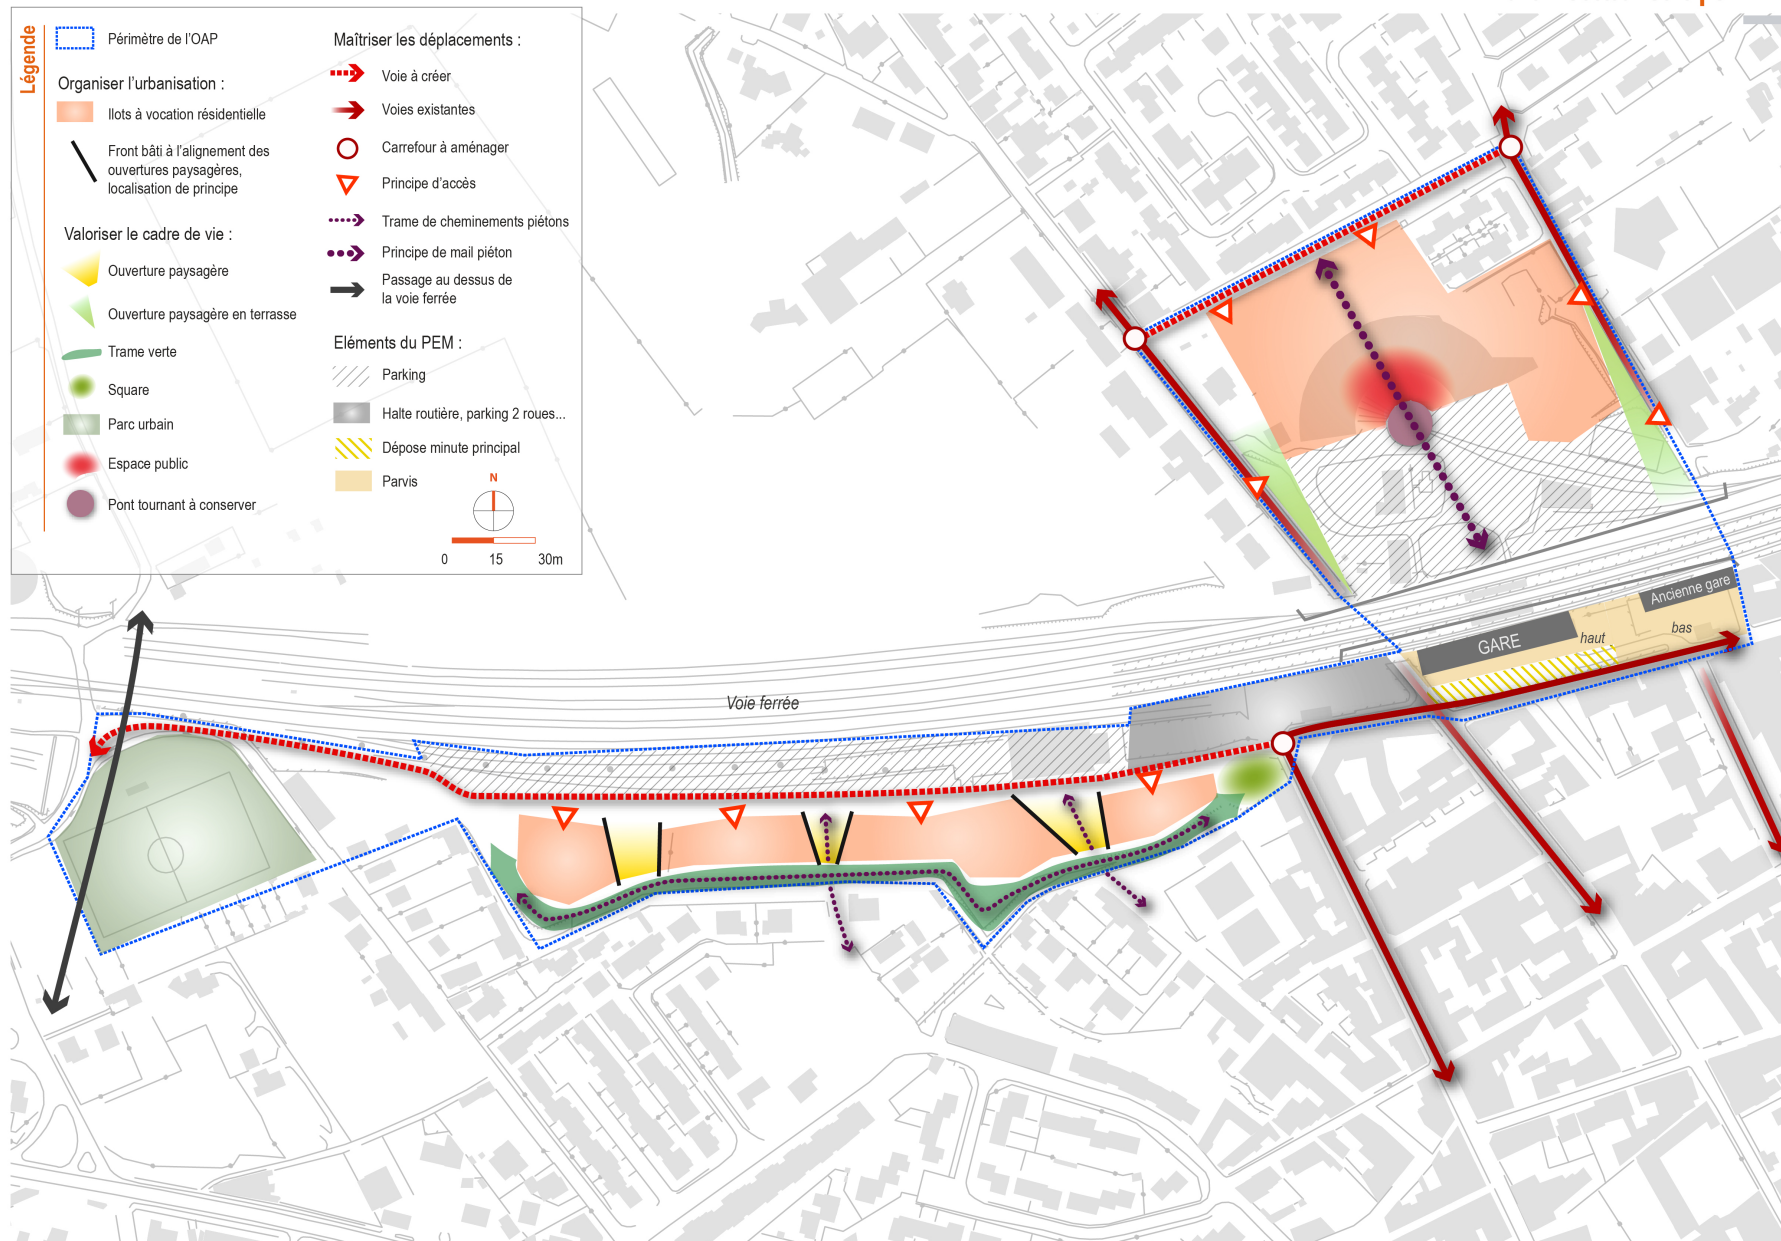 Légende
Périmètre de l'OAP
Organiser l'urbanisation :
Ilots à vocation résidentielle
Front bâti à l'alignement des
ouvertures paysagères,
localisation de principe
Valoriser le cadre de vie :
Ouverture paysagère
Ouverture paysagère en terrasse
Trame verte
Square
Parc urbain
Espace public
Pont tournant à conserver
Maîtriser les déplacements :
Voie à créer
Voies existantes
Carrefour à aménager
Principe d'accès
Trame de cheminements piétons
Principe de mail piéton
Passage au dessus de
la voie ferrée
Eléments du PEM :
Parking
Halte routière, parking 2 roues...
Dépose minute principal
Parvis
N
0 15 30m
Voie ferrée
Ancienne gare
GARE
haut
bas